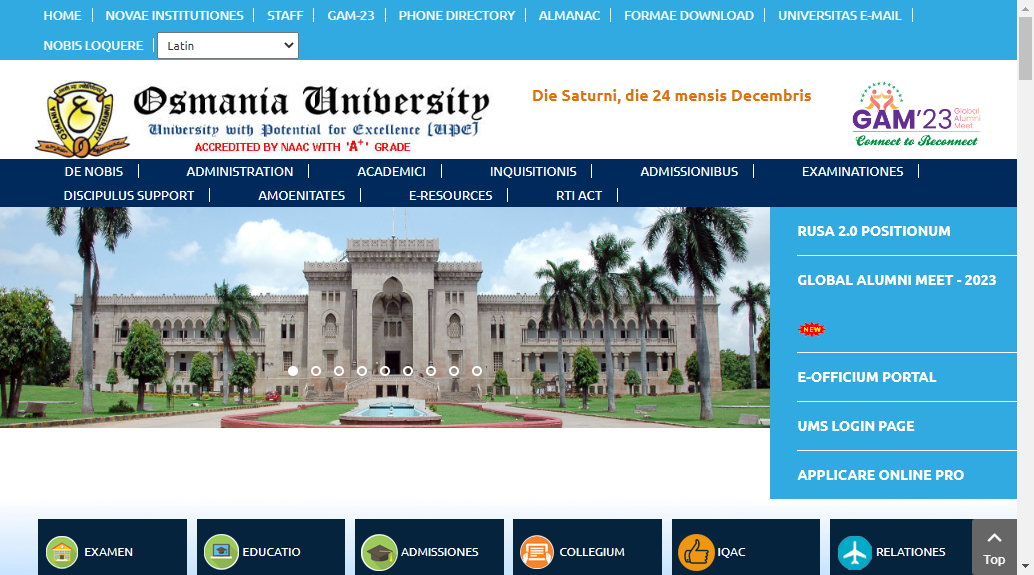 HOME NOVAE INSTITUTIONES STAFF GAM-23 PHONE DIRECTORY ALMANAC FORMAE DOWNLOAD UNIVERSITAS E-MAIL
NOBIS LOQUERE Latin
Osmania University
University with Potential for Excellence (UPE)
ACCREDITED BY NAAC WITH 'A+' GRADE
Die Saturni, die 24 mensis Decembris
GAM'23 Global Alumni Meet
Connect to Reconnect
DE NOBIS ADMINISTRATION ACADEMICI INQUISITIONIS ADMISSIONIBUS EXAMINATIONES
DISCIPULUS SUPPORT AMOENITATES E-RESOURCES RTI ACT
RUSA 2.0 POSITIONUM
GLOBAL ALUMNI MEET - 2023
NEW
E-OFFICIUM PORTAL
UMS LOGIN PAGE
APPLICARE ONLINE PRO
EXAMEN EDUCATIO ADMISSIONES COLLEGIUM IQAC RELATIONES
Top